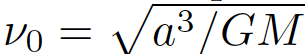 ν₀ = √(a³/GM)